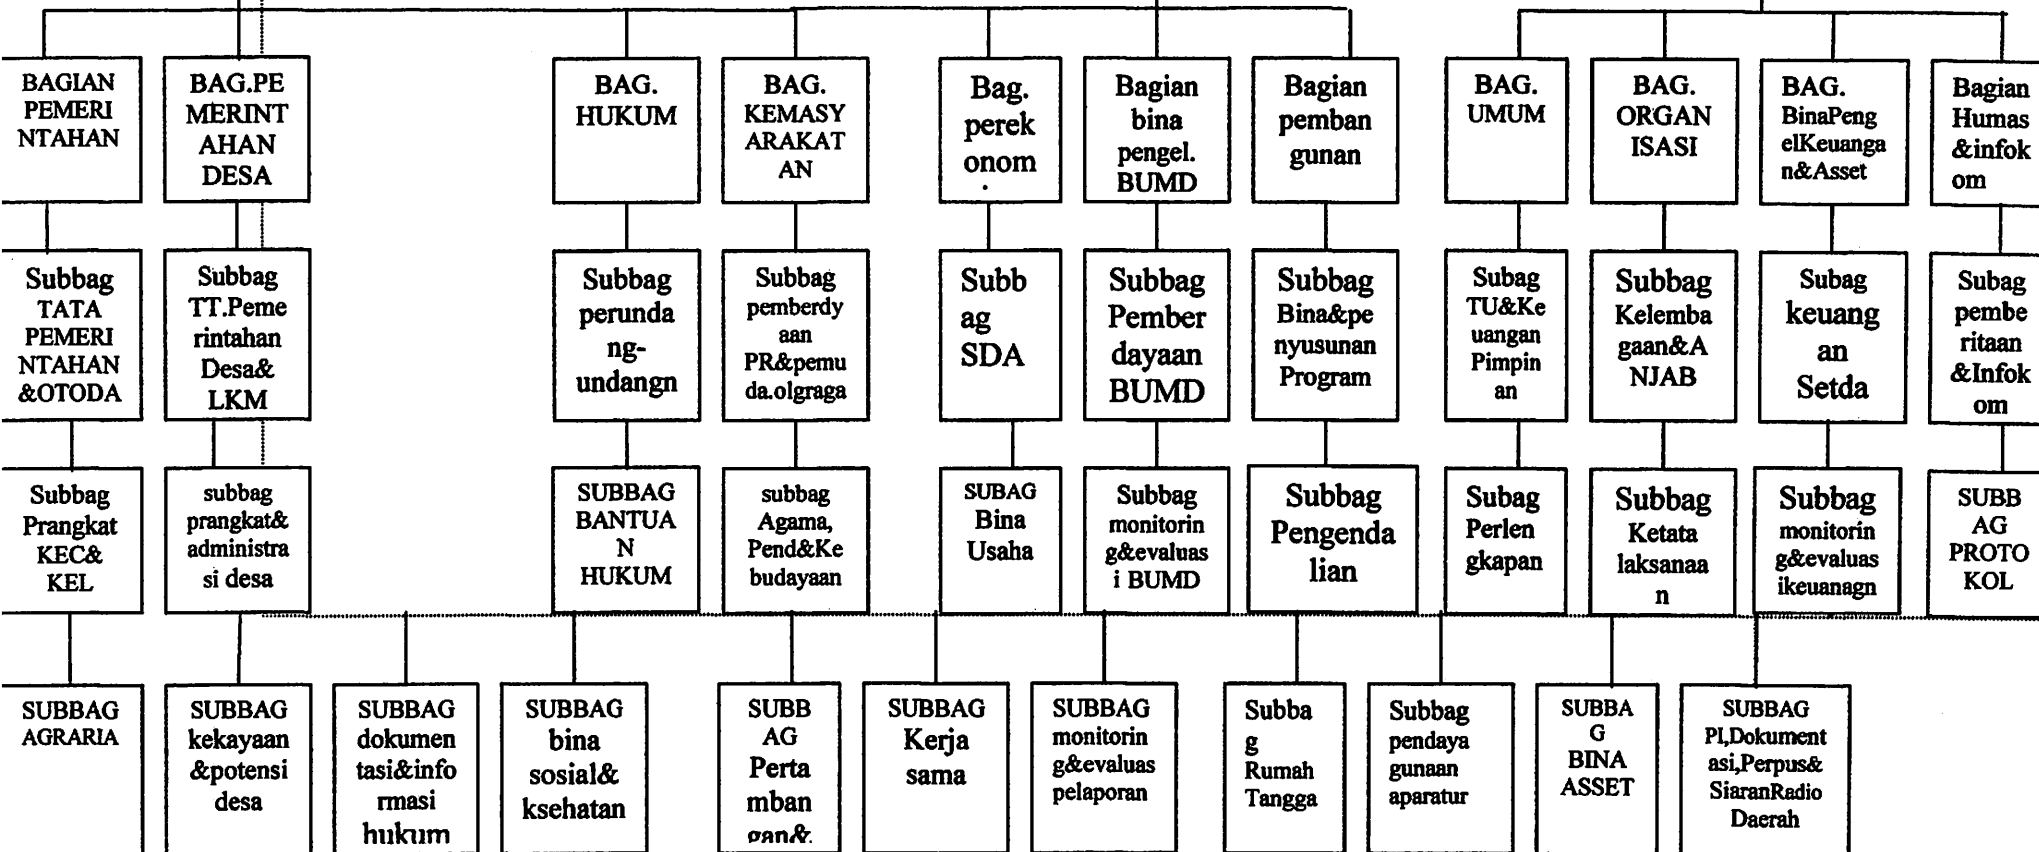 BAGIAN
PEMERI
NTAHAN
BAG.PE
MERINT
AHAN
DESA
BAG.
HUKUM
BAG.
KEMASY
ARAKAT
AN
Bag.
perek
onom
Bagian
bina
pengel.
BUMD
Bagian
pemban
gunan
BAG.
UMUM
BAG.
ORGAN
ISASI
BAG.
BinaPeng
elKeuanga
n&Asset
Bagian
Humas
&infok
om
Subbag
TATA
PEMERI
NTAHAN
&OTODA
Subbag
TT.Peme
rintahan
Desa&
LKM
Subbag
perunda
ng-
undangn
Subbag
pemberdy
aan
PR&pemu
da.olgraga
Subb
ag
SDA
Subbag
Pember
dayaan
BUMD
Subbag
Bina&pe
nyusunan
Program
Subag
TU&Ke
uangan
Pimpin
an
Subbag
Kelemba
gaan&A
NJAB
Subag
keuang
an
Setda
Subag
pembe
ritaan
&Infok
om
Subbag
Prangkat
KEC&
KEL
subbag
prangkat&
administra
si desa
SUBBAG
BANTUA
N
HUKUM
subbag
Agama,
Pend&Ke
budayaan
SUBAG
Bina
Usaha
Subbag
monitorin
g&evaluas
i BUMD
Subbag
Pengenda
lian
Subag
Perlen
gkapan
Subbag
Ketata
laksanaa
n
Subbag
monitorin
g&evaluas
ikeuanagn
SUBB
AG
PROTO
KOL
SUBBAG
AGRARIA
SUBBAG
kekayaan
&potensi
desa
SUBBAG
dokumen
tasi&info
rmasi
hukum
SUBBAG
bina
sosial&
ksehatan
SUBB
AG
Perta
mban
gan&
SUBBAG
Kerja
sama
SUBBAG
monitorin
g&evaluas
pelaporan
Subba
g
Rumah
Tangga
Subbag
pendaya
gunaan
aparatur
SUBBA
G
BINA
ASSET
SUBBAG
PI,Dokument
asi,Perpus&
SiaranRadio
Daerah